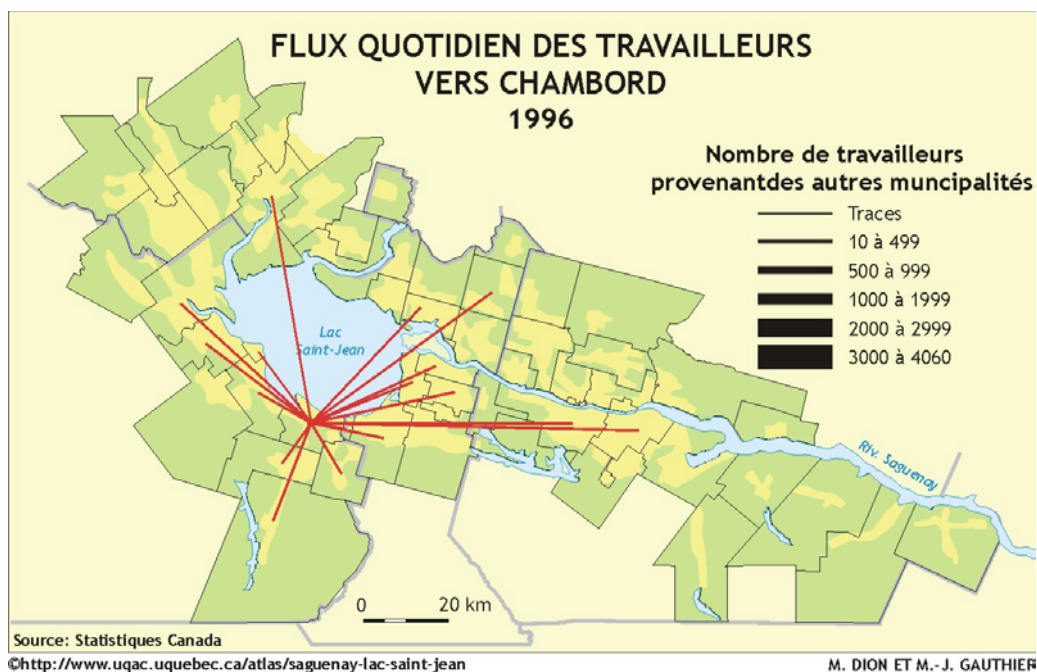 FLUX QUOTIDIEN DES TRAVAILLEURS
VERS CHAMBORD
1996
Nombre de travailleurs
provenantdes autres muncipalités
Traces
10 à 499
500 à 999
1000 à 1999
2000 à 2999
3000 à 4060
Lac
Saint-Jean
Riv. Saguenay
0 20 km
Source: Statistiques Canada
©http://www.uqac.uquebec.ca/atlas/saguenay-lac-saint-jean
M. DION ET M.-J. GAUTHIER